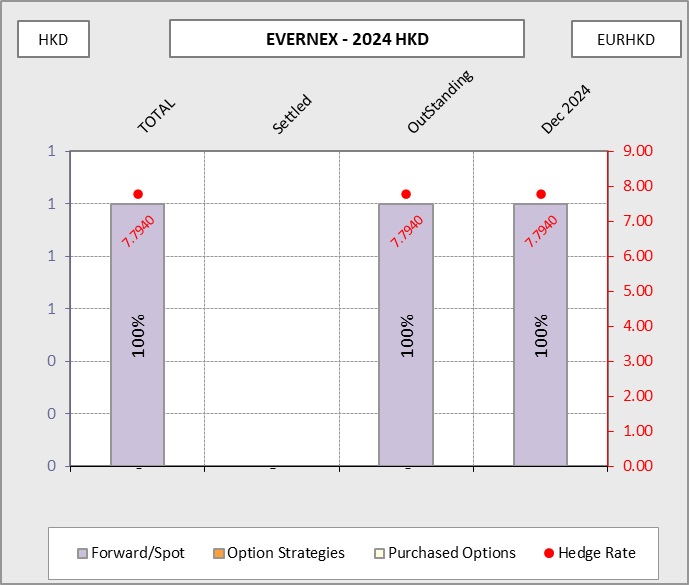 HKD
EVERNEX - 2024 HKD
EURHKD
TOTAL
Settled
OutStanding
Dec 2024
1
1
1
1
0
0
0
9.00
8.00
7.00
6.00
5.00
4.00
3.00
2.00
1.00
0.00
7.7940
7.7940
7.7940
100%
100%
100%
-
-
-
Forward/Spot
Option Strategies
Purchased Options
Hedge Rate